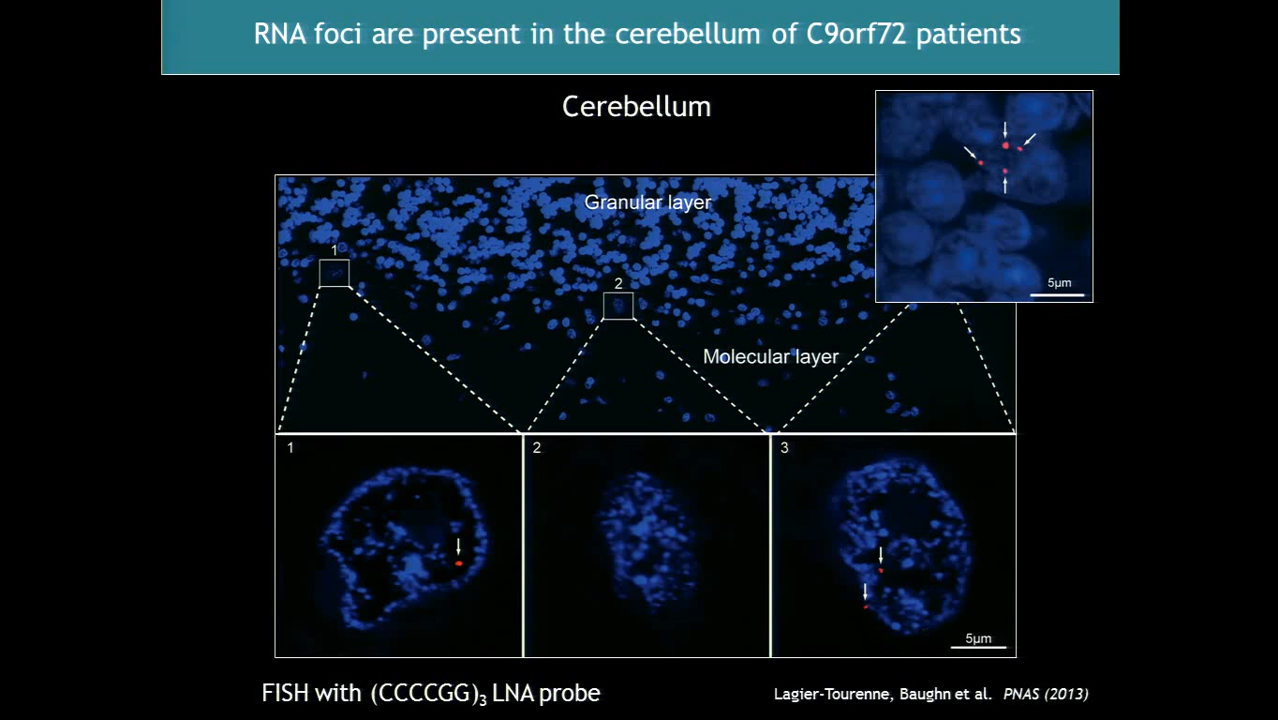 RNA foci are present in the cerebellum of C9orf72 patients
Cerebellum
Granular layer
1
2
5µm
Molecular layer
1
2
3
5µm
FISH with (CCCCGG)₃ LNA probe
Lagier-Tourenne, Baughn et al. PNAS (2013)